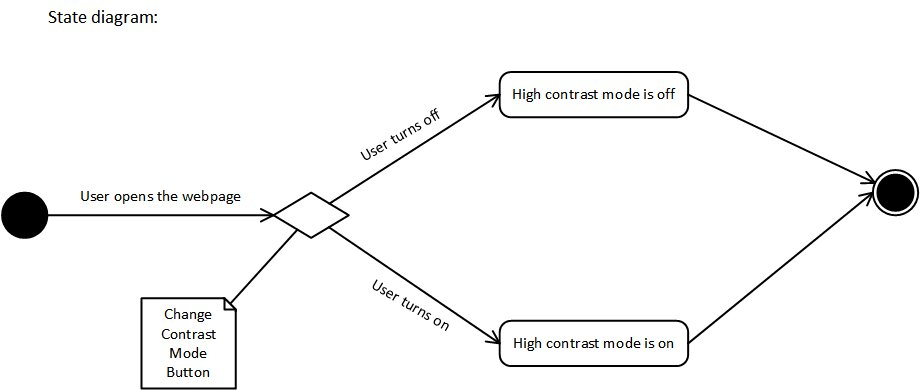 State diagram:
High contrast mode is off
User turns off
User opens the webpage
User turns on
Change
Contrast
Mode
Button
High contrast mode is on